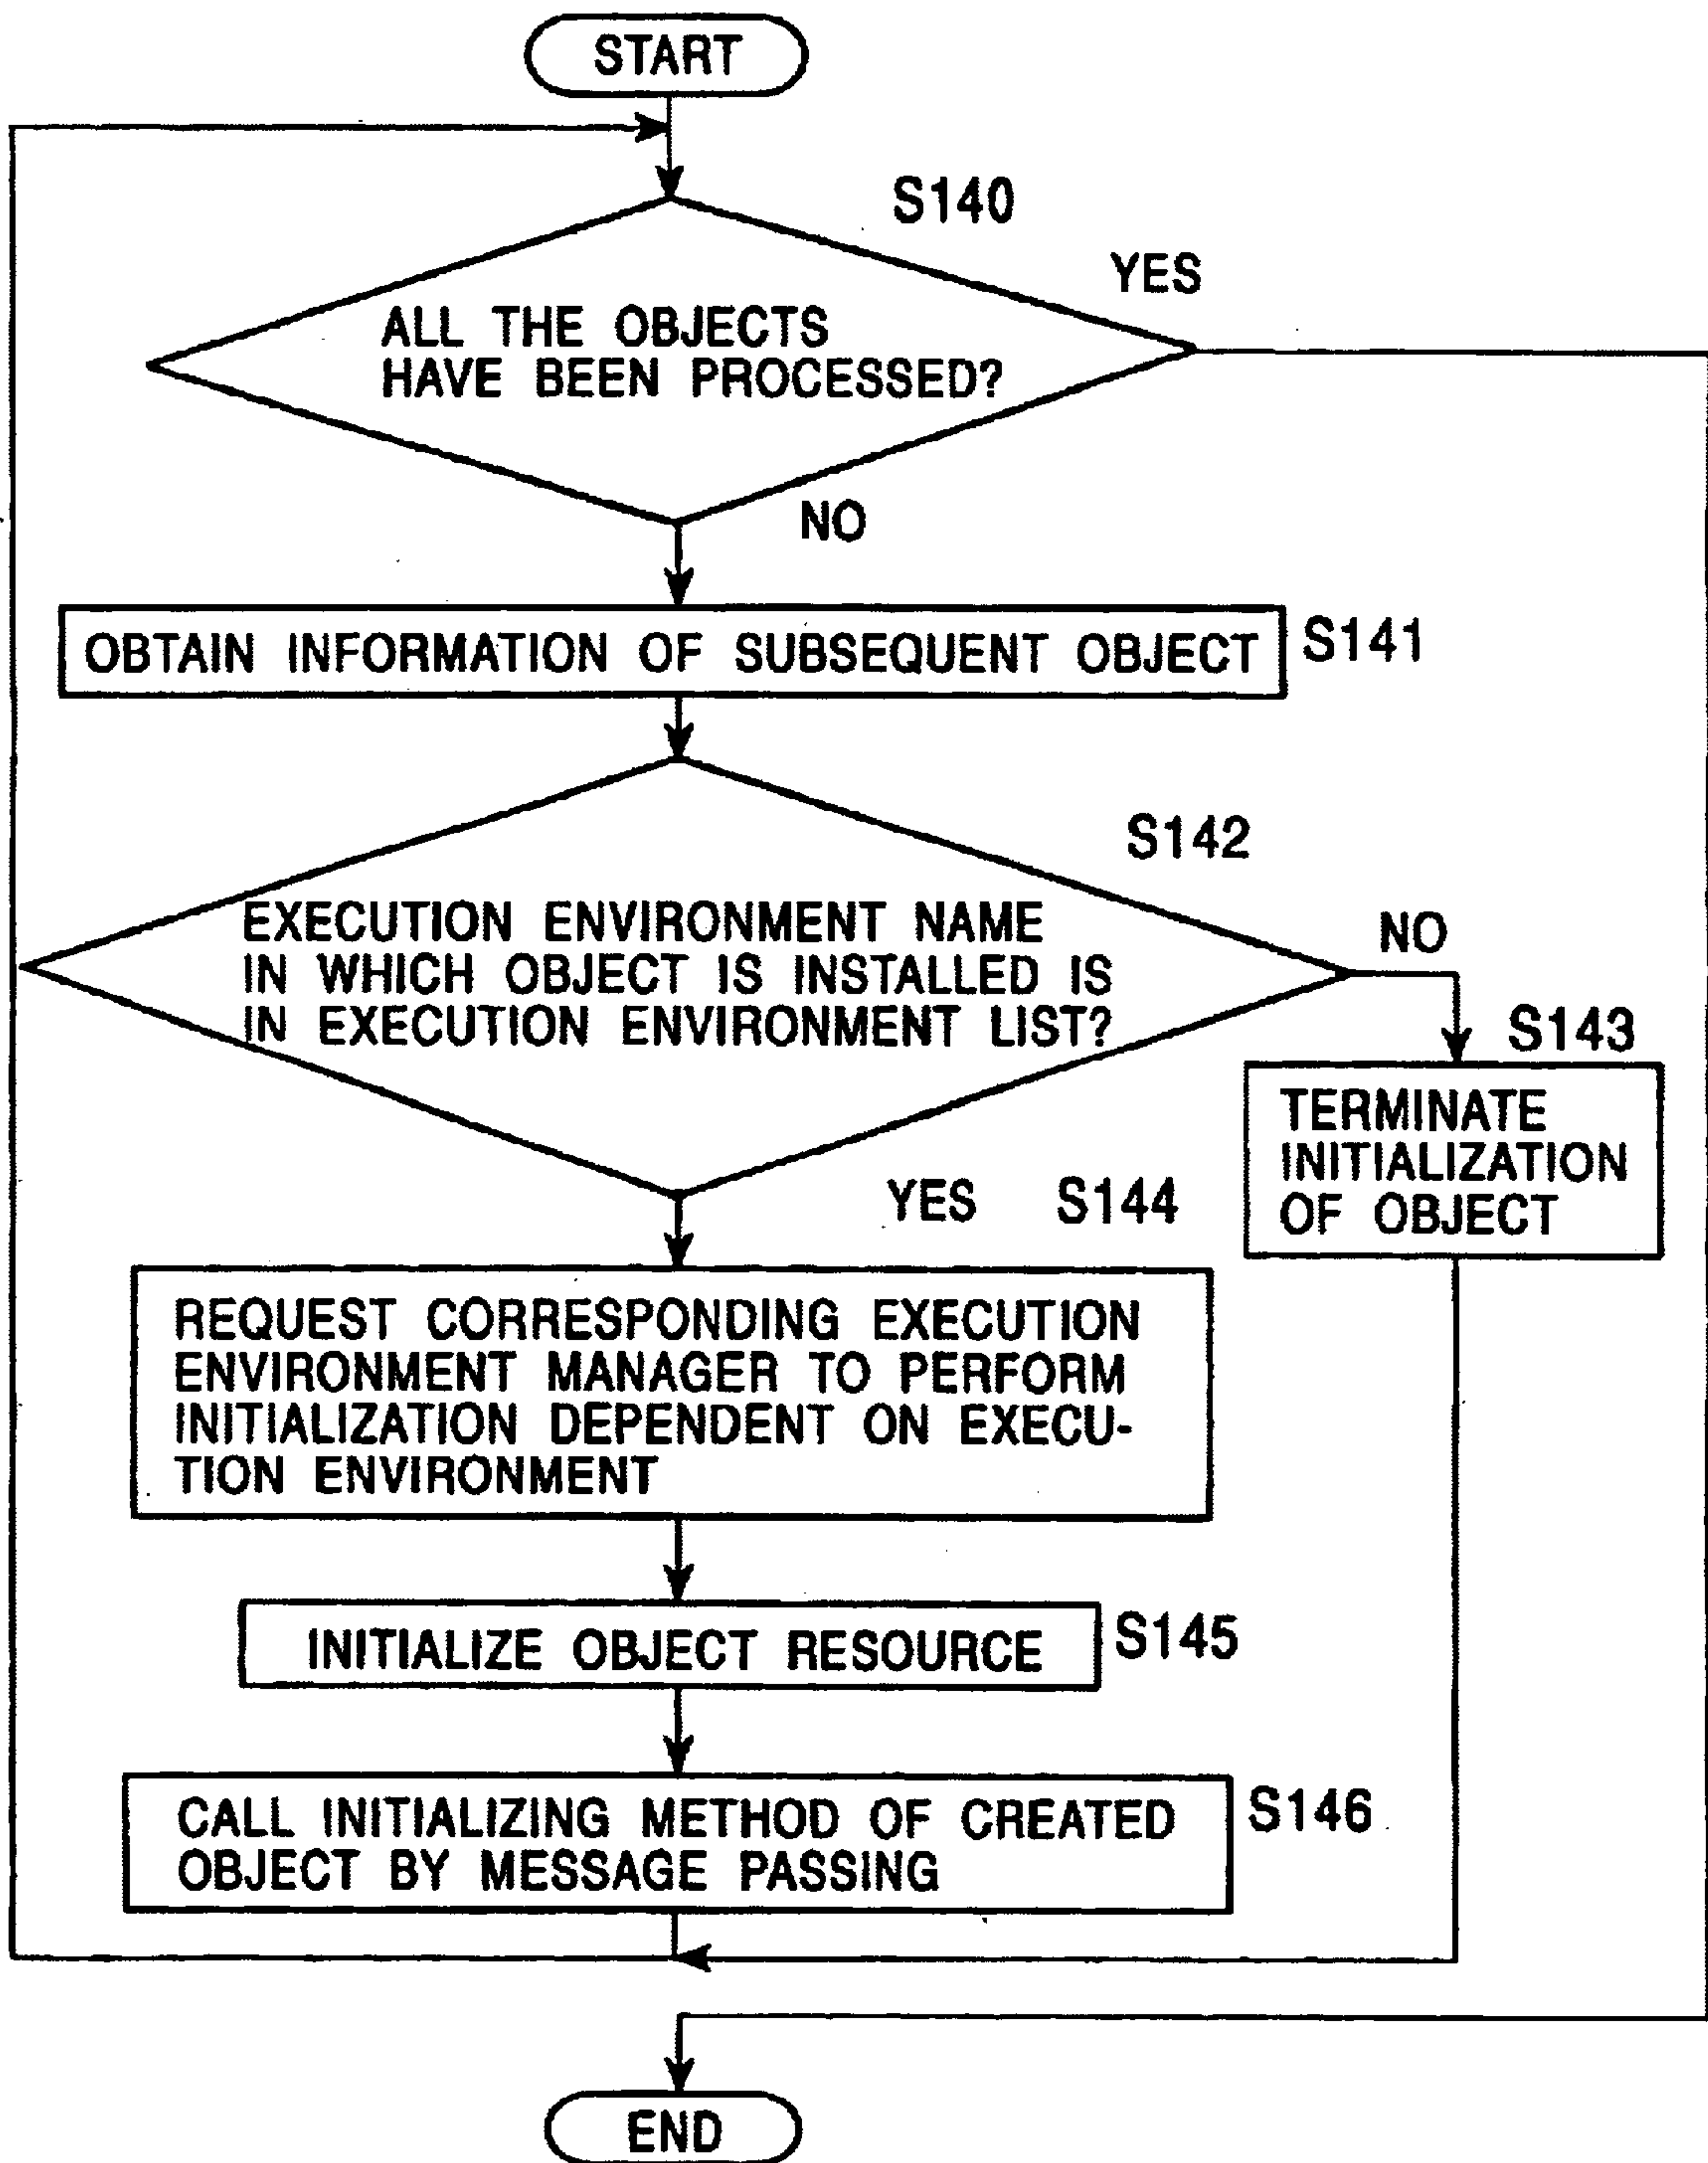 START
S140
YES
ALL THE OBJECTS
HAVE BEEN PROCESSED?
NO
OBTAIN INFORMATION OF SUBSEQUENT OBJECT
S141
S142
EXECUTION ENVIRONMENT NAME
IN WHICH OBJECT IS INSTALLED IS
IN EXECUTION ENVIRONMENT LIST?
NO
S143
TERMINATE
INITIALIZATION
OF OBJECT
YES
S144
REQUEST CORRESPONDING EXECUTION
ENVIRONMENT MANAGER TO PERFORM
INITIALIZATION DEPENDENT ON EXECU-
TION ENVIRONMENT
INITIALIZE OBJECT RESOURCE
S145
CALL INITIALIZING METHOD OF CREATED
OBJECT BY MESSAGE PASSING
S146
END